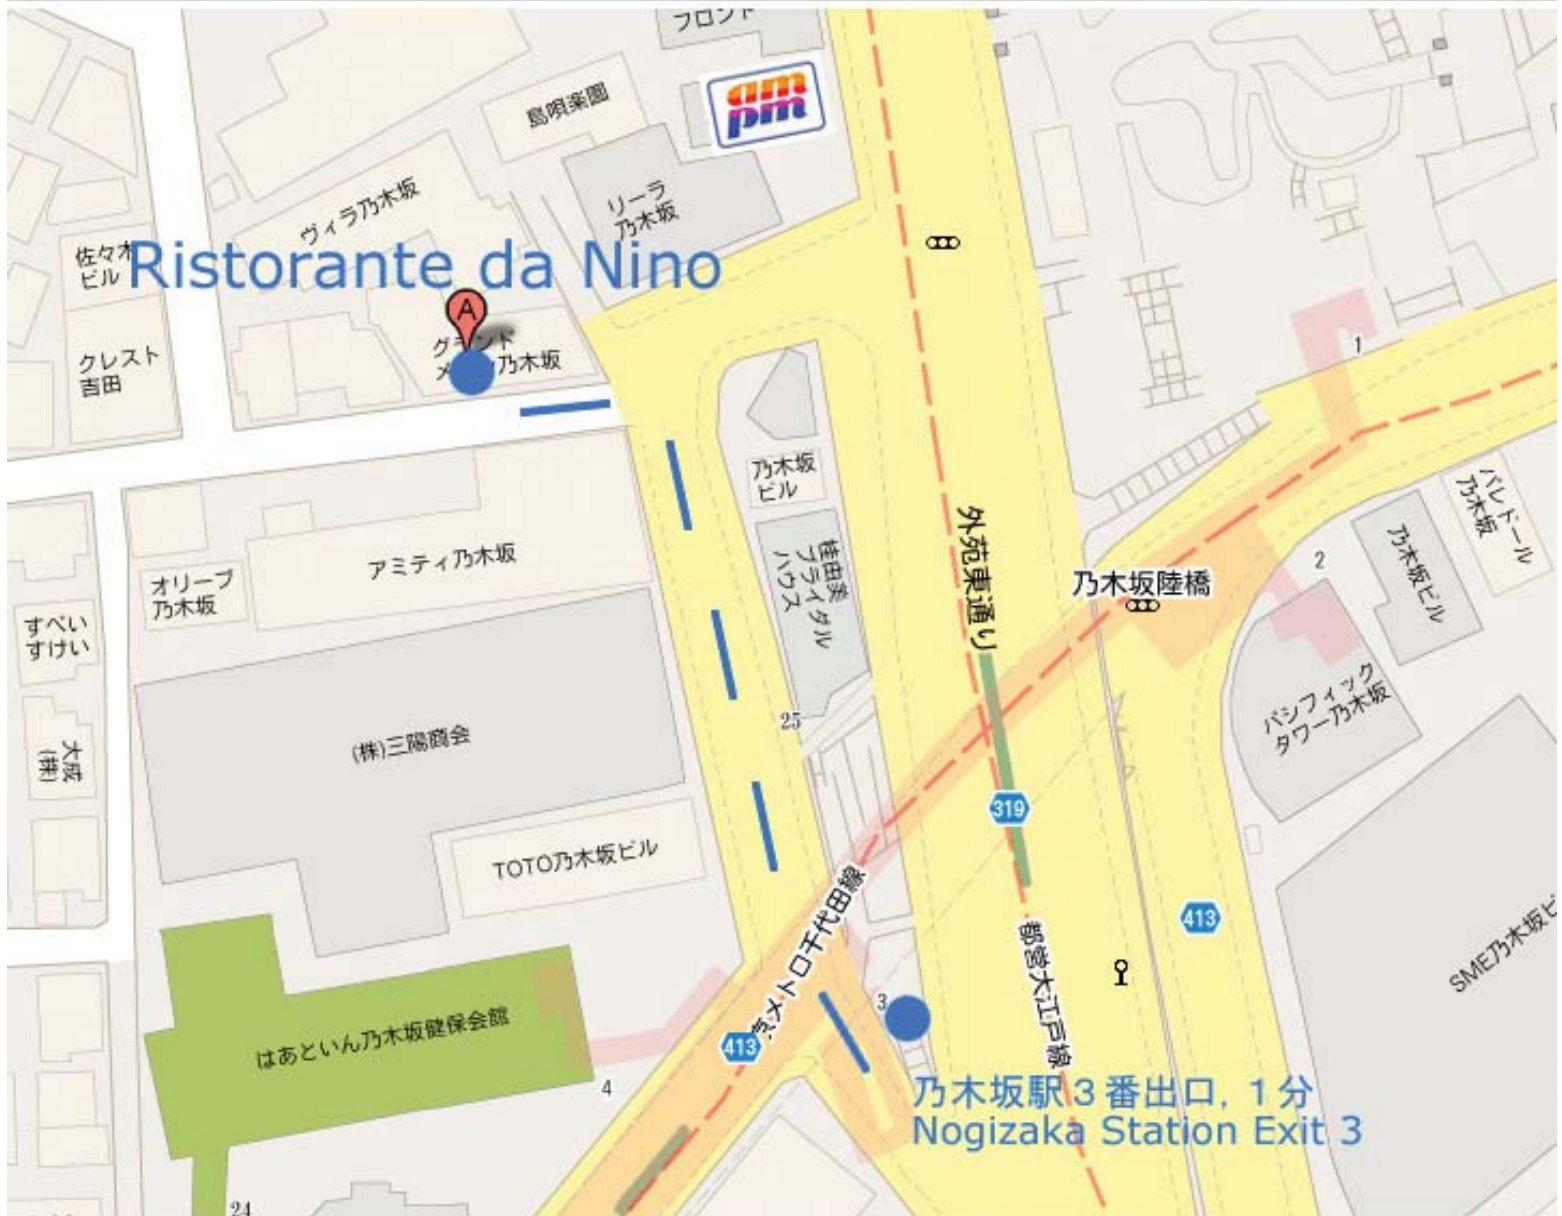 フロント
am
pm
島唄楽園
リーラ
乃木坂
ヴィラ乃木坂
佐々木
ビル
Ristorante da Nino
A
クレスト
吉田
乃木坂
1
乃木坂
ビル
外苑東通り
桂由美
ブライダル
ハウス
乃木坂陸橋
2
乃木坂ビル
パレドール
乃木坂
アミティ乃木坂
オリーブ
乃木坂
すべい
すけい
25
パシフィック
タワー乃木坂
(株)三陽商会
大成
(株)
319
TOTO乃木坂ビル
413
京メトロ千代田線
都営大江戸線
SME乃木坂ビ
はあといん乃木坂健保会館
413
3
4
乃木坂駅３番出口, １分
Nogizaka Station Exit 3
24